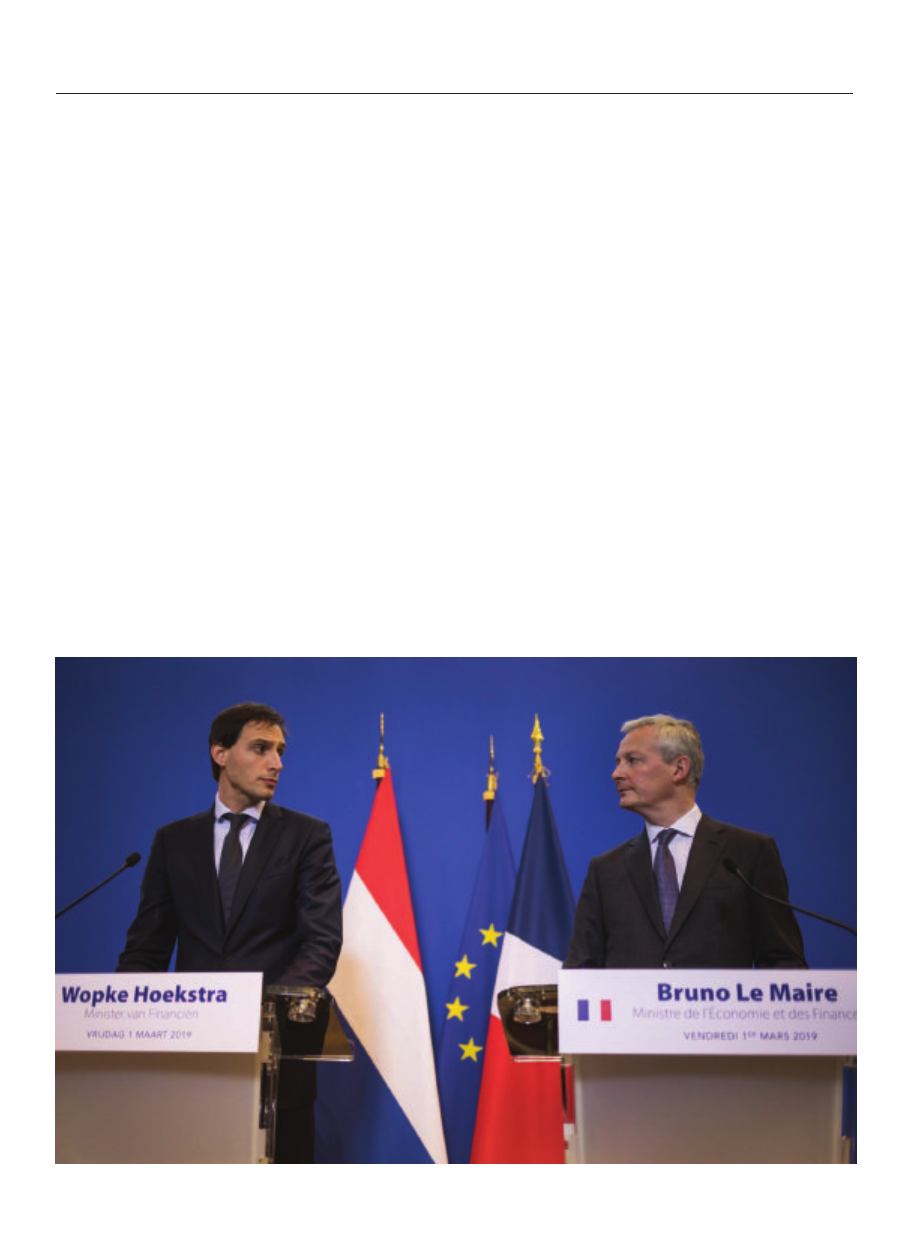 Wopke Hoekstra
Minister van Financiën
VRIJDAG 1 MAART 2019
Bruno Le Maire
Ministre de l'Économie et des Finance
VENDREDI 1ER MARS 2019